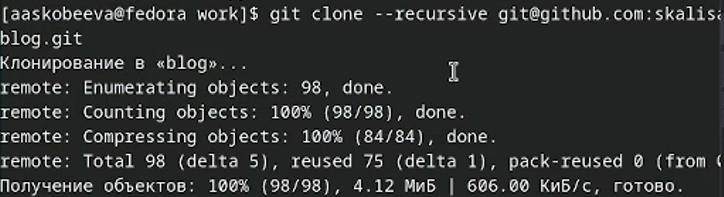 [aaskobeeva@fedora work]$ git clone --recursive git@github.com:skalisa
blog.git
Клонирование в «blog»...
remote: Enumerating objects: 98, done.
remote: Counting objects: 100% (98/98), done.
remote: Compressing objects: 100% (84/84), done.
remote: Total 98 (delta 5), reused 75 (delta 1), pack-reused 0 (from
Получение объектов: 100% (98/98), 4.12 МиБ | 606.00 КиБ/с, готово.